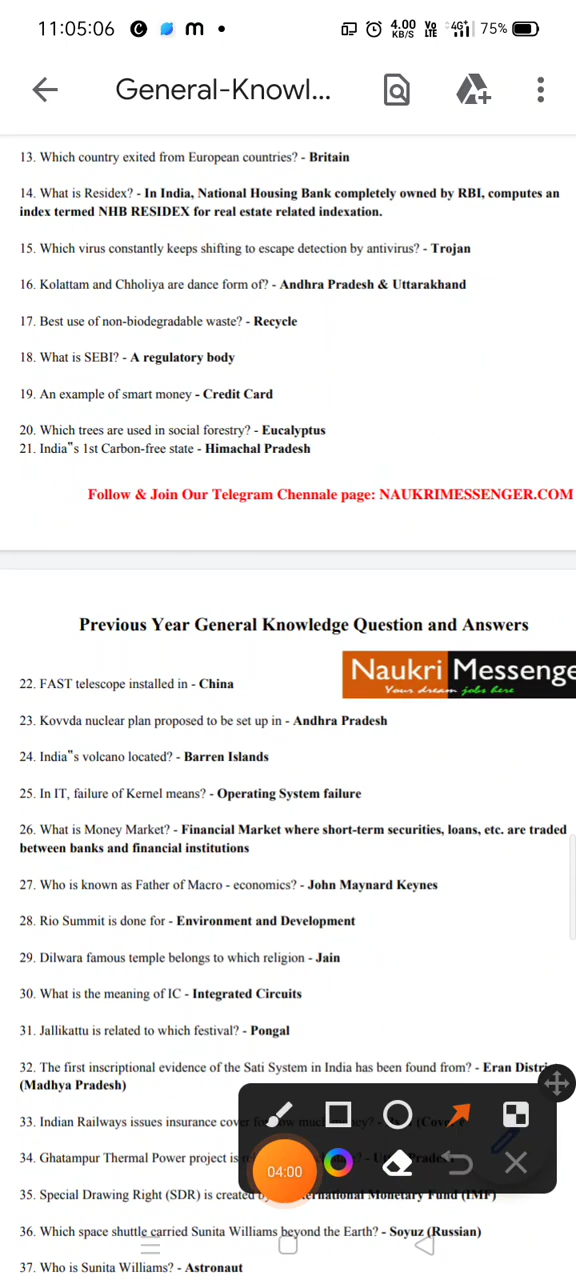 11:05:06 m 4.00 KB/S Vo LTE 4G+ 75%
General-Knowl...
13. Which country exited from European countries? - Britain
14. What is Residex? - In India, National Housing Bank completely owned by RBI, computes an
index termed NHB RESIDEX for real estate related indexation.
15. Which virus constantly keeps shifting to escape detection by antivirus? - Trojan
16. Kolattam and Chholiya are dance form of? - Andhra Pradesh & Uttarakhand
17. Best use of non-biodegradable waste? - Recycle
18. What is SEBI? - A regulatory body
19. An example of smart money - Credit Card
20. Which trees are used in social forestry? - Eucalyptus
21. India‟s 1st Carbon-free state - Himachal Pradesh
Follow & Join Our Telegram Chennale page: NAUKRIMESSENGER.COM
Previous Year General Knowledge Question and Answers
Naukri Messenge
Your dream jobs here
22. FAST telescope installed in - China
23. Kovvda nuclear plan proposed to be set up in - Andhra Pradesh
24. India‟s volcano located? - Barren Islands
25. In IT, failure of Kernel means? - Operating System failure
26. What is Money Market? - Financial Market where short-term securities, loans, etc. are traded
between banks and financial institutions
27. Who is known as Father of Macro - economics? - John Maynard Keynes
28. Rio Summit is done for - Environment and Development
29. Dilwara famous temple belongs to which religion - Jain
30. What is the meaning of IC - Integrated Circuits
31. Jallikattu is related to which festival? - Pongal
32. The first inscriptional evidence of the Sati System in India has been found from? - Eran Distri
(Madhya Pradesh)
33. Indian Railways issues insurance cover
34. Ghatampur Thermal Power project is
04:00
35. Special Drawing Right (SDR) is created International Monetary Fund (IMF)
36. Which space shuttle carried Sunita Williams beyond the Earth? - Soyuz (Russian)
37. Who is Sunita Williams? - Astronaut